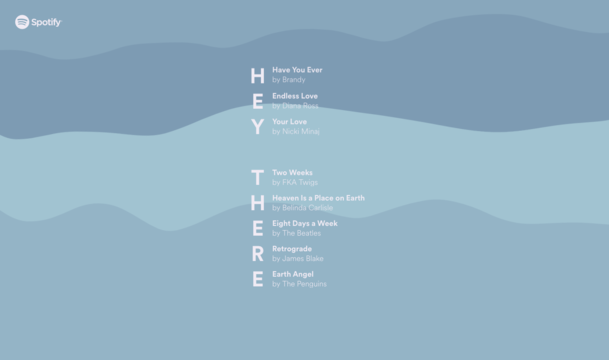 Spotify
H Have You Ever
by Brandy
E Endless Love
by Diana Ross
Y Your Love
by Nicki Minaj
T Two Weeks
by FKA Twigs
H Heaven Is a Place on Earth
by Belinda Carlisle
E Eight Days a Week
by The Beatles
R Retrograde
by James Blake
E Earth Angel
by The Penguins